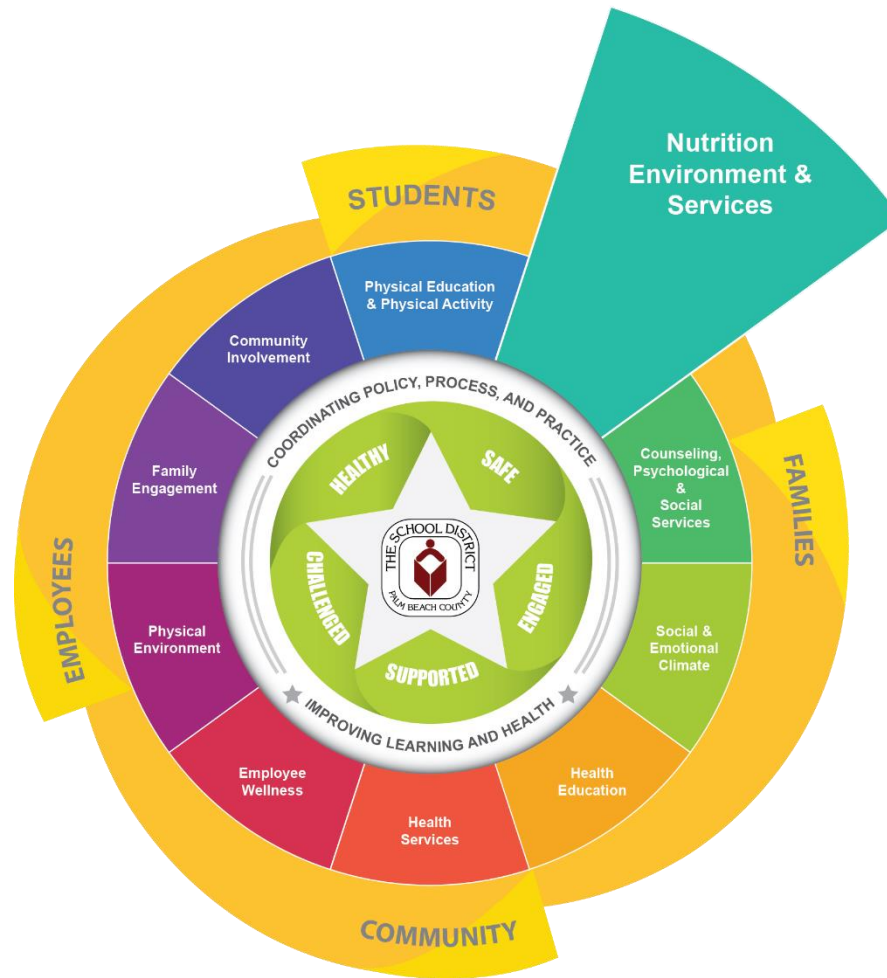 Nutrition
Environment &
Services
STUDENTS
Physical Education
& Physical Activity
Community
Involvement
COORDINATING POLICY, PROCESS, AND PRACTICE
Family
Engagement
HEALTHY
SAFE
Counseling,
Psychological
&
Social
Services
FAMILIES
THE SCHOOL DISTRICT
PALM BEACH COUNTY
EMPLOYEES
CHALLENGED
ENGAGED
Physical
Environment
Social &
Emotional
Climate
SUPPORTED
IMPROVING LEARNING AND HEALTH
Employee
Wellness
Health
Education
Health
Services
COMMUNITY